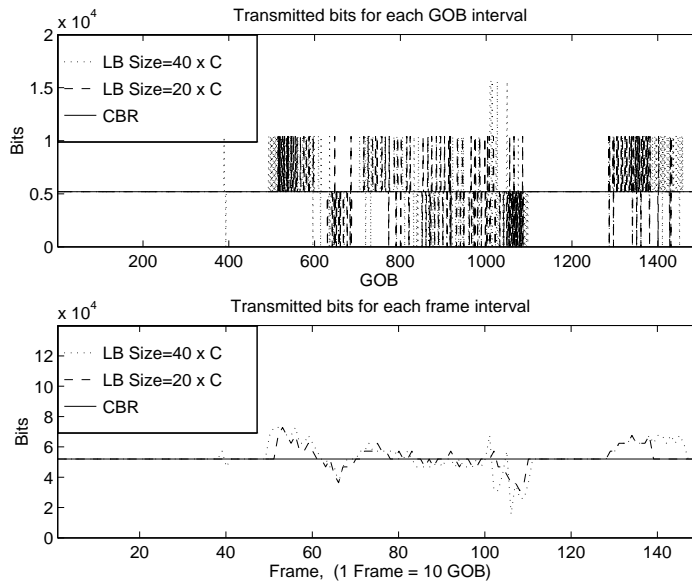 Transmitted bits for each GOB interval
x 10^4
2
1.5
1
0.5
0
Bits
LB Size=40 x C
LB Size=20 x C
CBR
200 400 600 800 1000 1200 1400
GOB
Transmitted bits for each frame interval
x 10^4
12
10
8
6
4
2
0
Bits
LB Size=40 x C
LB Size=20 x C
CBR
20 40 60 80 100 120 140
Frame, (1 Frame = 10 GOB)